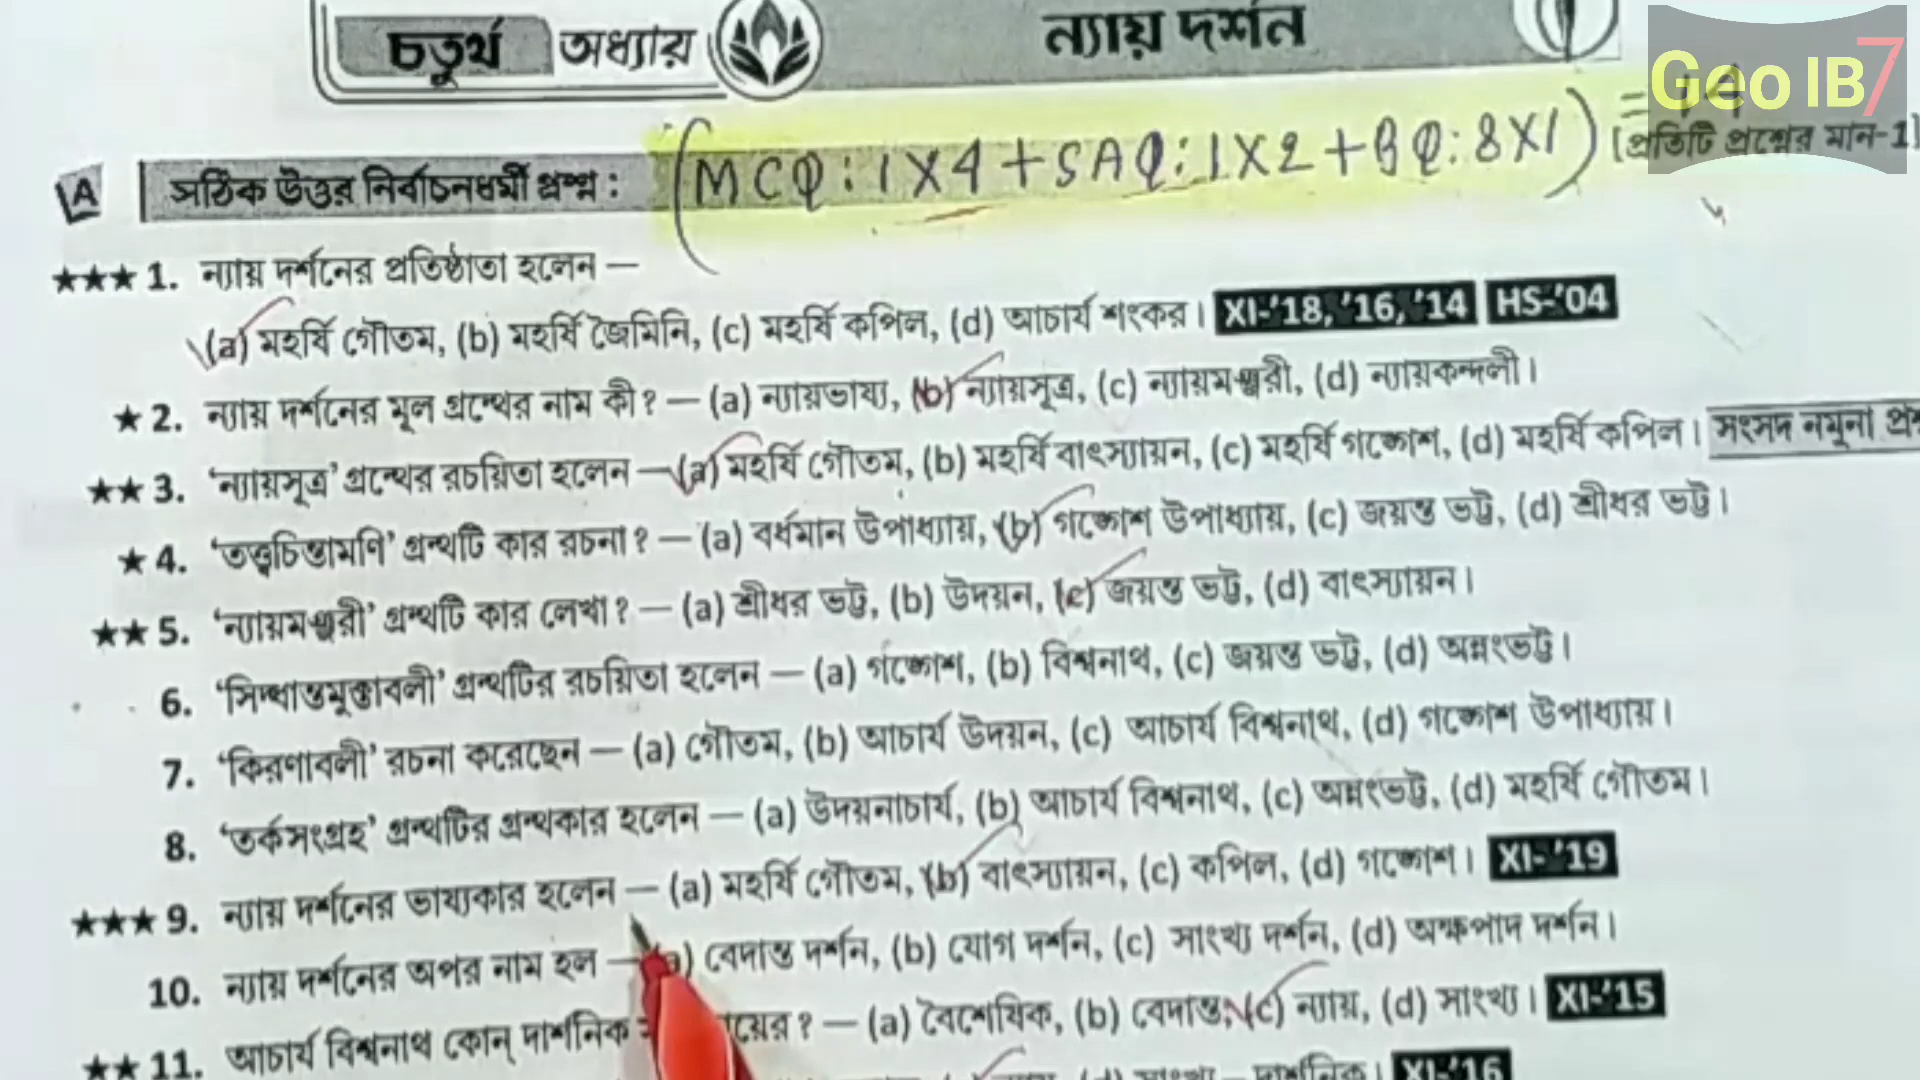 চতুর্থ অধ্যায় ন্যায় দর্শন
Geo IB7
(MCQ: 1X4+SAQ: 1X2+BQ: 8X1) =14
A সঠিক উত্তর নির্বাচনধর্মী প্রশ্ন : [প্রতিটি প্রশ্নের মান-1]
★★★ 1. ন্যায় দর্শনের প্রতিষ্ঠাতা হলেন —
(a) মহর্ষি গৌতম, (b) মহর্ষি জৈমিনি, (c) মহর্ষি কপিল, (d) আচার্য শংকর। XI-'18, '16, '14 HS-'04
★ 2. ন্যায় দর্শনের মূল গ্রন্থের নাম কী? — (a) ন্যায়ভাষ্য, (b) ন্যায়সূত্র, (c) ন্যায়মঞ্জরী, (d) ন্যায়কন্দলী।
★★ 3. 'ন্যায়সূত্র' গ্রন্থের রচয়িতা হলেন — (a) মহর্ষি গৌতম, (b) মহর্ষি বাৎস্যায়ন, (c) মহর্ষি গঙ্গেশ, (d) মহর্ষি কপিল। সংসদ নমুনা
★ 4. 'তত্ত্বচিন্তামণি' গ্রন্থটি কার রচনা? — (a) বর্ধমান উপাধ্যায়, (b) গঙ্গেশ উপাধ্যায়, (c) জয়ন্ত ভট্ট, (d) শ্রীধর ভট্ট।
★★ 5. 'ন্যায়মঞ্জরী' গ্রন্থটি কার লেখা? — (a) শ্রীধর ভট্ট, (b) উদয়ন, (c) জয়ন্ত ভট্ট, (d) বাৎস্যায়ন।
6. 'সিদ্ধান্তমুক্তাবলী' গ্রন্থটির রচয়িতা হলেন — (a) গঙ্গেশ, (b) বিশ্বনাথ, (c) জয়ন্ত ভট্ট, (d) অন্নংভট্ট।
7. 'কিরণাবলী' রচনা করেছেন — (a) গৌতম, (b) আচার্য উদয়ন, (c) আচার্য বিশ্বনাথ, (d) গঙ্গেশ উপাধ্যায়।
8. 'তর্কসংগ্রহ' গ্রন্থটির গ্রন্থকার হলেন — (a) উদয়নাচার্য, (b) আচার্য বিশ্বনাথ, (c) অন্নংভট্ট, (d) মহর্ষি গৌতম।
★★★ 9. ন্যায় দর্শনের ভাষ্যকার হলেন — (a) মহর্ষি গৌতম, (b) বাৎস্যায়ন, (c) কপিল, (d) গঙ্গেশ। XI-'19
10. ন্যায় দর্শনের অপর নাম হল — (a) বেদান্ত দর্শন, (b) যোগ দর্শন, (c) সাংখ্য দর্শন, (d) অক্ষপাদ দর্শন।
★★ 11. আচার্য বিশ্বনাথ কোন্ দার্শনিক য়ের? — (a) বৈশেষিক, (b) বেদান্ত, (c) ন্যায়, (d) সাংখ্য। XI-'15
XI-'16